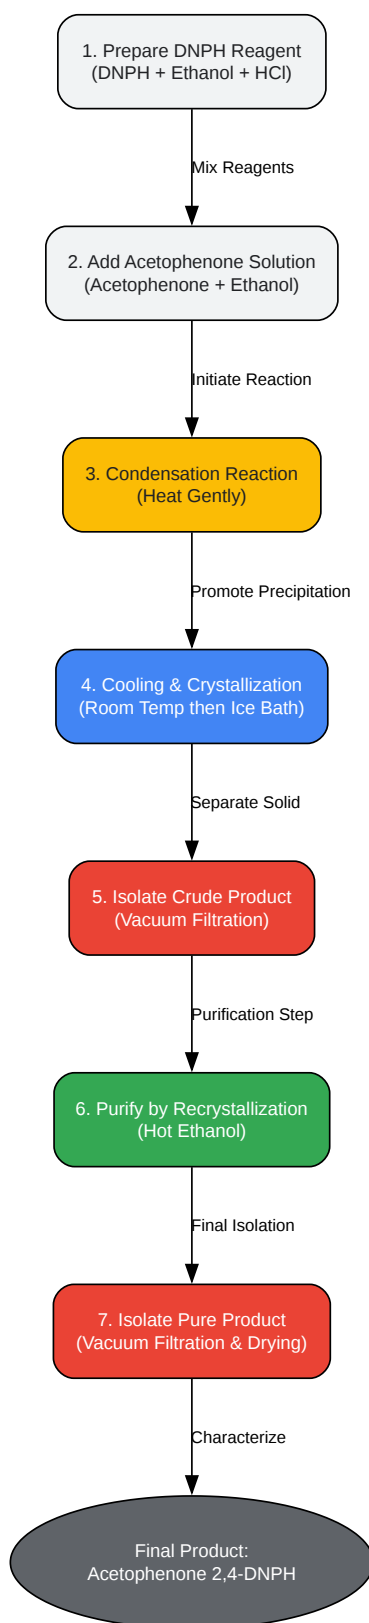 1. Prepare DNPH Reagent
(DNPH + Ethanol + HCl)
Mix Reagents
2. Add Acetophenone Solution
(Acetophenone + Ethanol)
Initiate Reaction
3. Condensation Reaction
(Heat Gently)
Promote Precipitation
4. Cooling & Crystallization
(Room Temp then Ice Bath)
Separate Solid
5. Isolate Crude Product
(Vacuum Filtration)
Purification Step
6. Purify by Recrystallization
(Hot Ethanol)
Final Isolation
7. Isolate Pure Product
(Vacuum Filtration & Drying)
Characterize
Final Product:
Acetophenone 2,4-DNPH